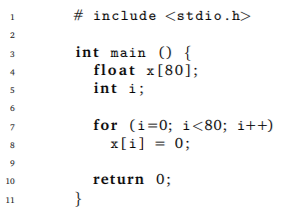 1 # include <stdio.h>
2
3 int main () {
4 float x[80];
5 int i;
6
7 for (i=0; i<80; i++)
8 x[i] = 0;
9
10 return 0;
11 }